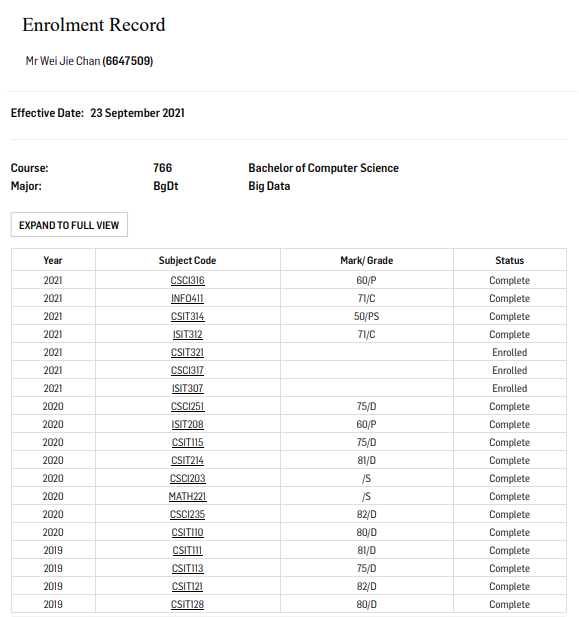 Enrolment Record
Mr Wei Jie Chan (6647509)
Effective Date: 23 September 2021
Course: 766 Bachelor of Computer Science
Major: BgDt Big Data
EXPAND TO FULL VIEW
Year Subject Code Mark/ Grade Status
2021 CSCI316 60/P Complete
2021 INFO411 71/C Complete
2021 CSIT314 50/PS Complete
2021 ISIT312 71/C Complete
2021 CSIT321 Enrolled
2021 CSCI317 Enrolled
2021 ISIT307 Enrolled
2020 CSCI251 75/D Complete
2020 ISIT208 60/P Complete
2020 CSIT115 75/D Complete
2020 CSIT214 81/D Complete
2020 CSCI203 /S Complete
2020 MATH221 /S Complete
2020 CSCI235 82/D Complete
2020 CSIT110 80/D Complete
2019 CSIT111 81/D Complete
2019 CSIT113 75/D Complete
2019 CSIT121 82/D Complete
2019 CSIT128 80/D Complete